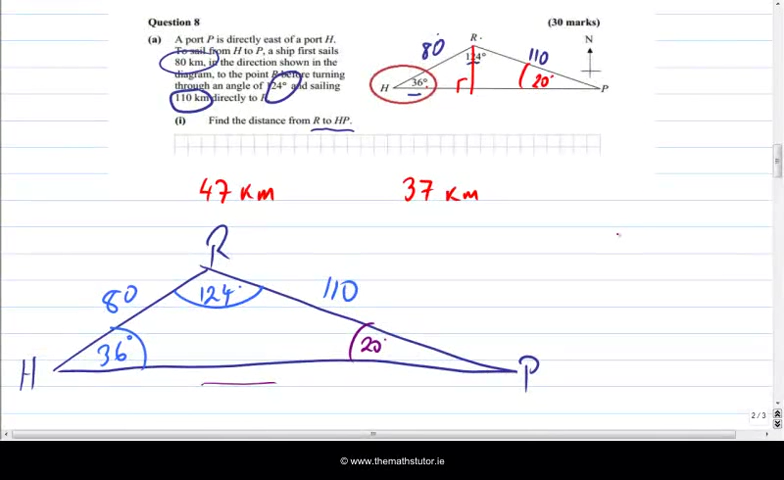 Question 8
(30 marks)
(a) A port P is directly east of a port H.
To sail from H to P, a ship first sails
80 km, in the direction shown in the
diagram, to the point R before turning
through an angle of 124° and sailing
110 km directly to
(i) Find the distance from R to HP.
R
80
124°
110
N
H
36°
20°
P
47 km
37 km
R
80
124°
110
36°
20°
H
P
2/3
© www.themathstutor.ie